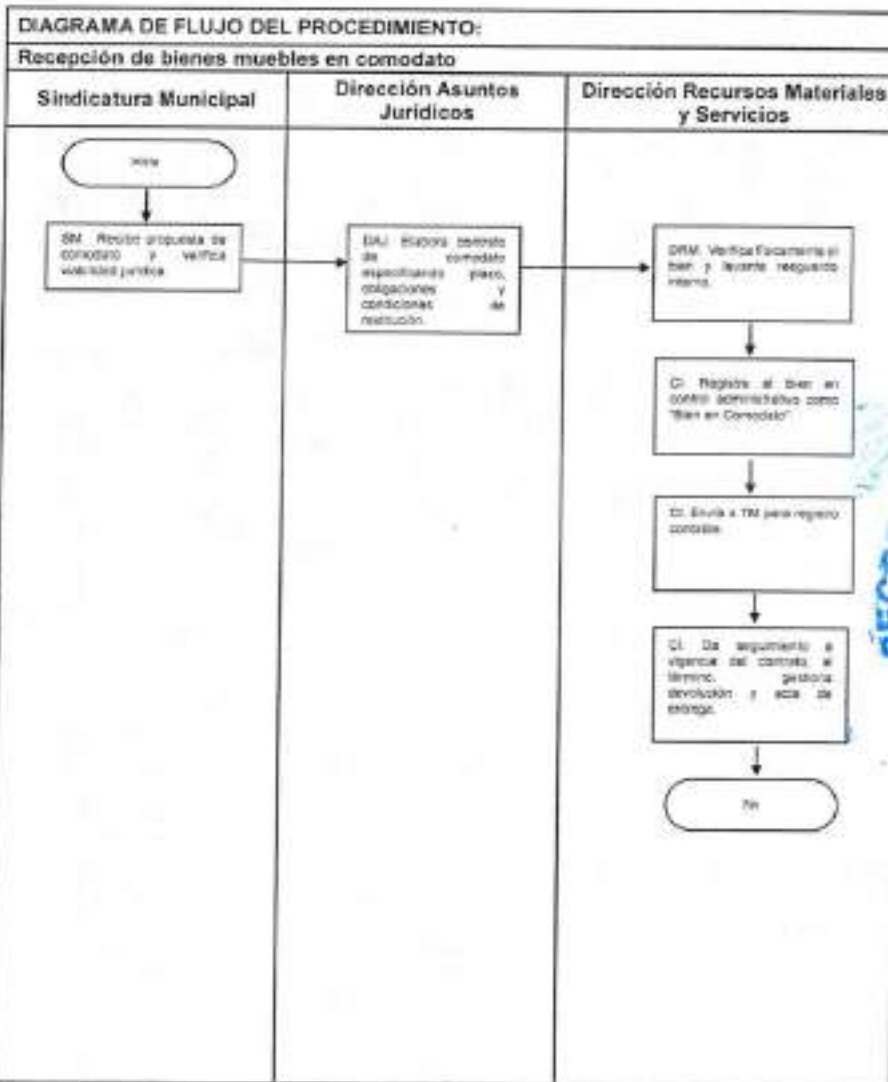 DIAGRAMA DE FLUJO DEL PROCEDIMIENTO:
Recepción de bienes muebles en comodato
Sindicatura Municipal
Dirección Asuntos
Jurídicos
Dirección Recursos Materiales
y Servicios
Inicio
SM. Recibe propuesta de
comodato y verifica
viabilidad jurídica
DAJ. Elabora contrato
de comodato
especificando plazo,
obligaciones y
condiciones de
restitución.
DRM. Verifica físicamente el
bien y levanta resguardo
interno.
CI. Registra el bien en
control administrativo como
"Bien en Comodato".
CI. Envía a TM para registro
contable.
CI. Da seguimiento a
vigencia del contrato; al
término, gestiona
devolución y acta de
entrega.
fin